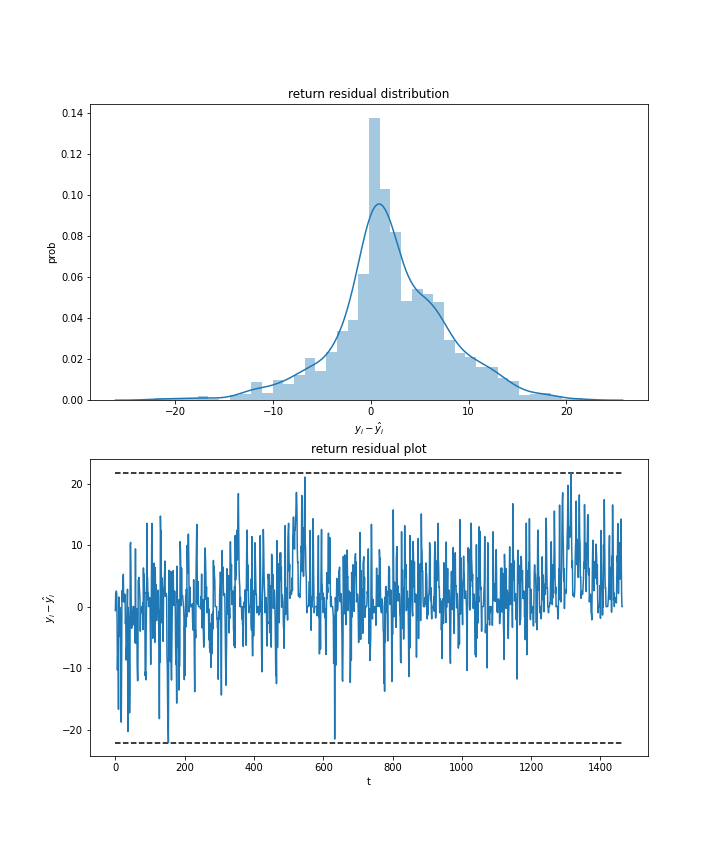 return residual distribution
0.14
0.12
0.10
0.08
0.06
0.04
0.02
0.00
prob
−20 −10 0 10 20
$y_i - \hat{y}_i$
return residual plot
20
10
0
−10
−20
$y_i - \hat{y}_i$
0 200 400 600 800 1000 1200 1400
t